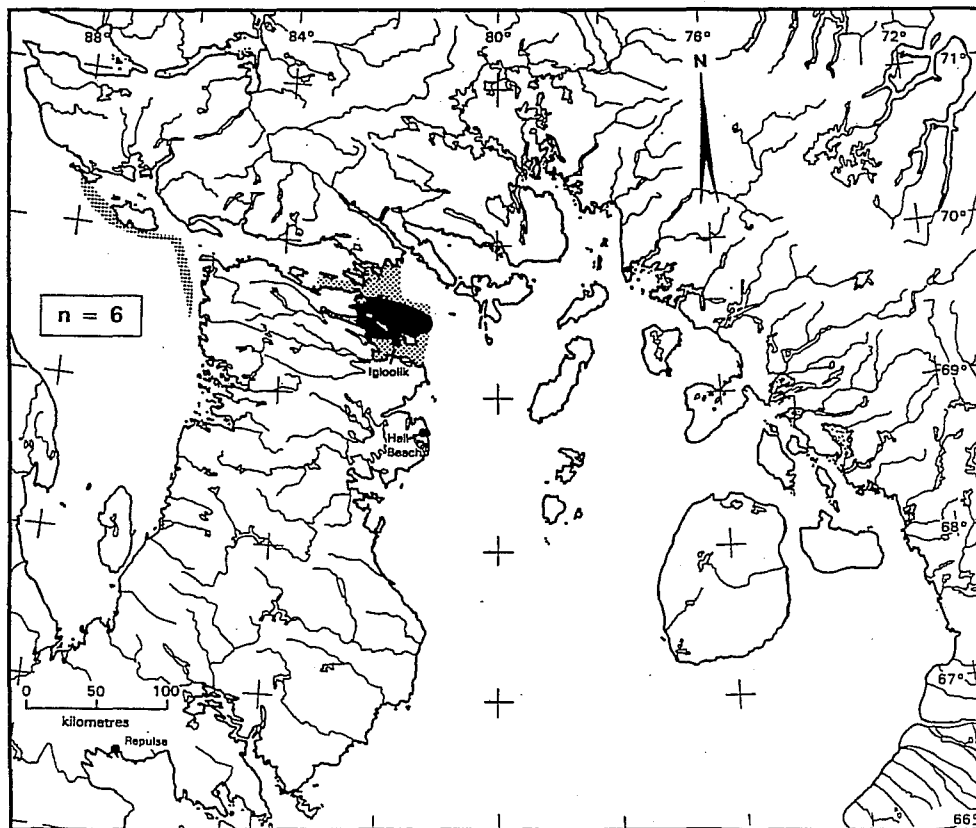 88° 84° 80° 76° 72°
N
71°
70°
n = 6
69°
Igloolik
Hall
Beach
68°
67°
0 50 100
kilometres
Repulse
66°